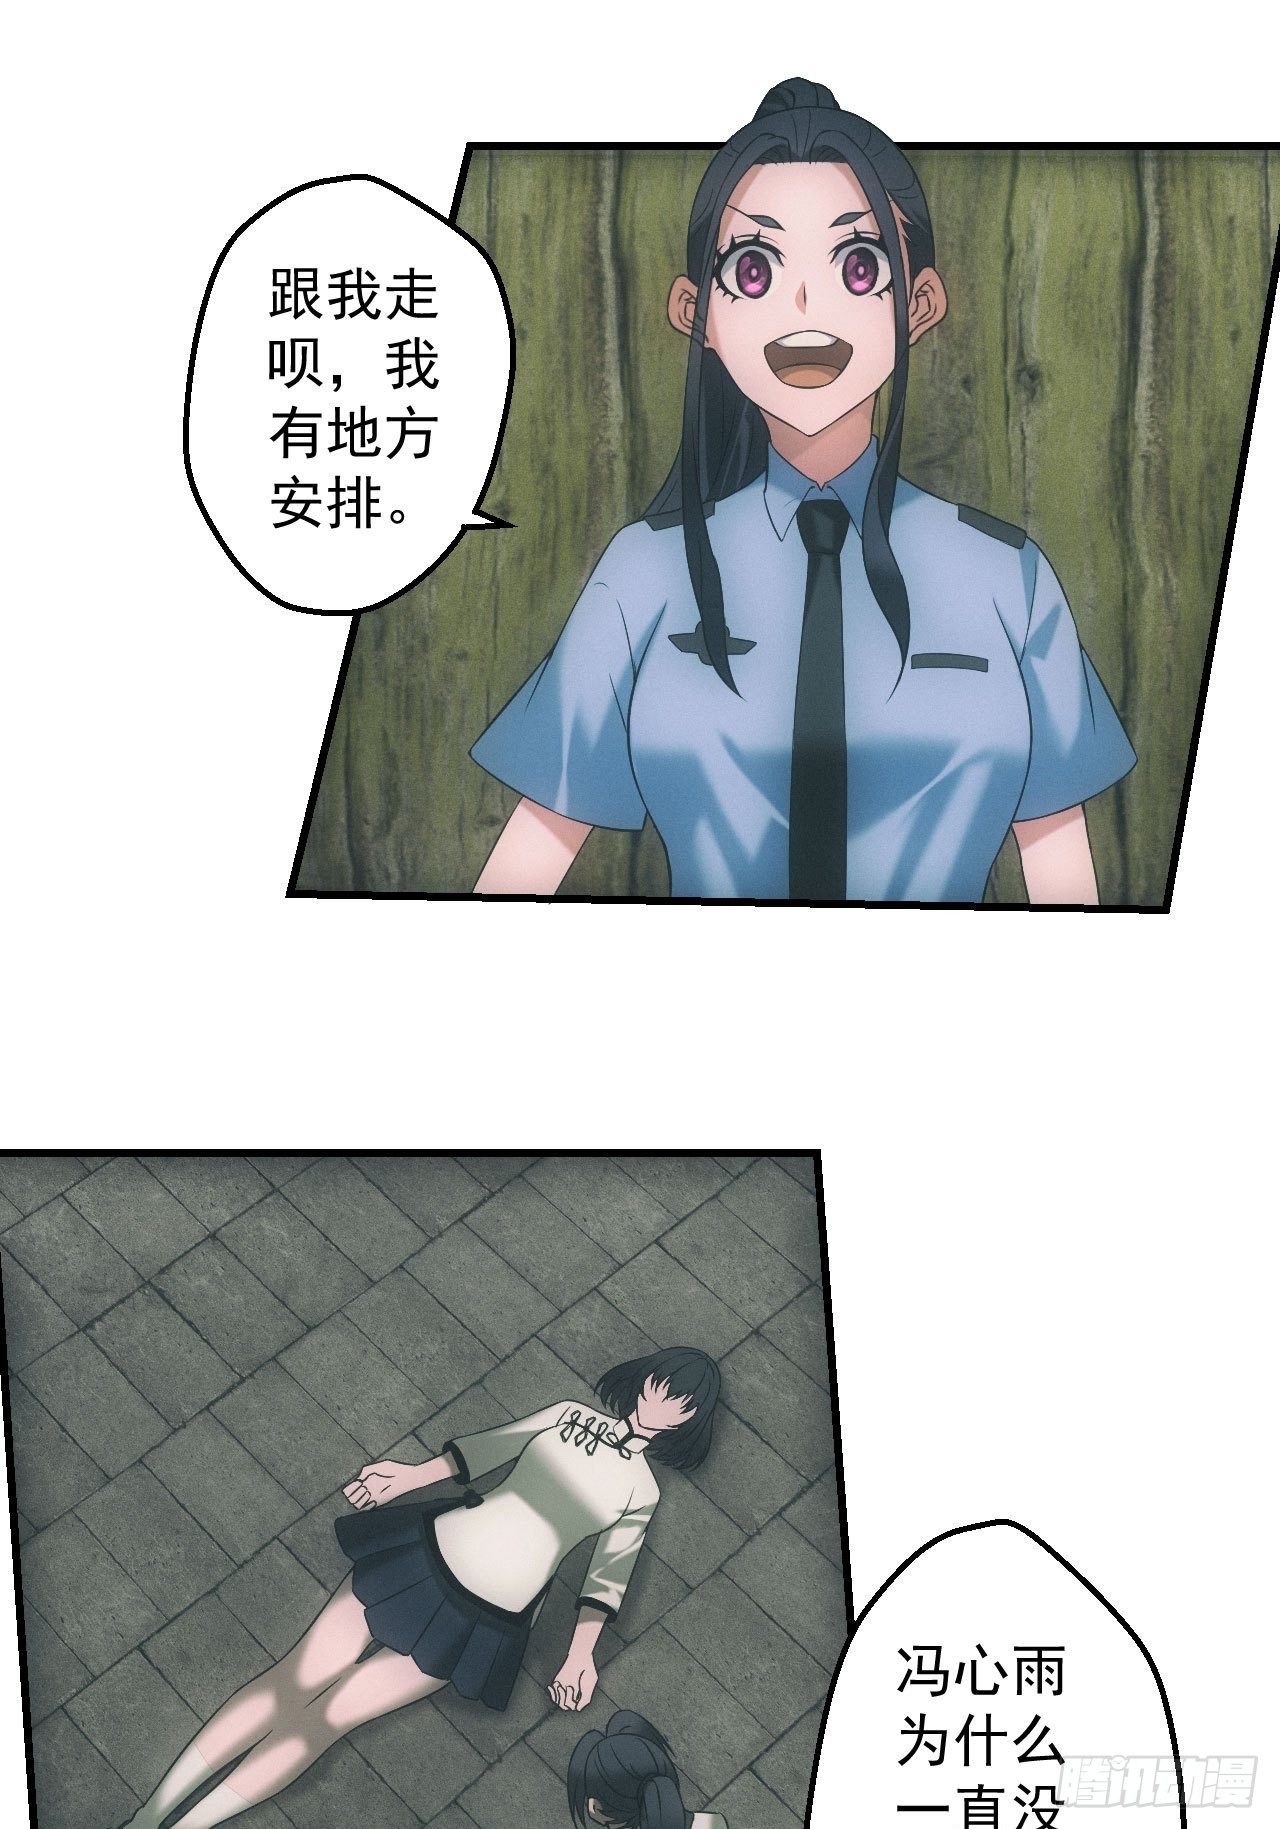 跟我走
呗，我
有地方
安排。
冯心雨
为什么
一直没
腾讯动漫